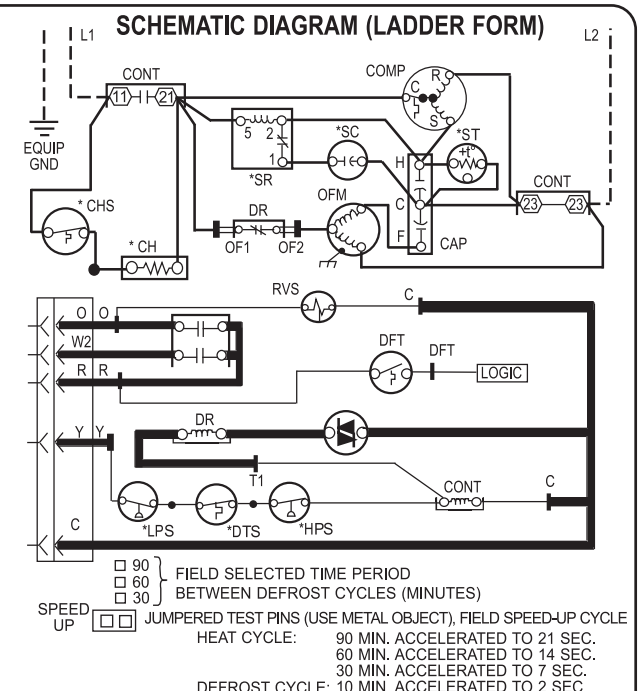 SCHEMATIC DIAGRAM (LADDER FORM)
L1
L2
CONT
11
21
COMP
R
C
S
EQUIP
GND
5
2
1
*SR
*SC
*ST
+t°
H
C
F
CAP
CONT
23
23
* CHS
* CH
DR
OF1
OF2
OFM
RVS
C
O
O
W2
R
R
DFT
DFT
LOGIC
DR
Y
Y
T1
CONT
C
*LPS
*DTS
*HPS
C
90
60
30
FIELD SELECTED TIME PERIOD
BETWEEN DEFROST CYCLES (MINUTES)
SPEED
UP
JUMPERED TEST PINS (USE METAL OBJECT), FIELD SPEED-UP CYCLE
HEAT CYCLE: 90 MIN. ACCELERATED TO 21 SEC.
60 MIN. ACCELERATED TO 14 SEC.
30 MIN. ACCELERATED TO 7 SEC.
DEFROST CYCLE: 10 MIN. ACCELERATED TO 2 SEC.